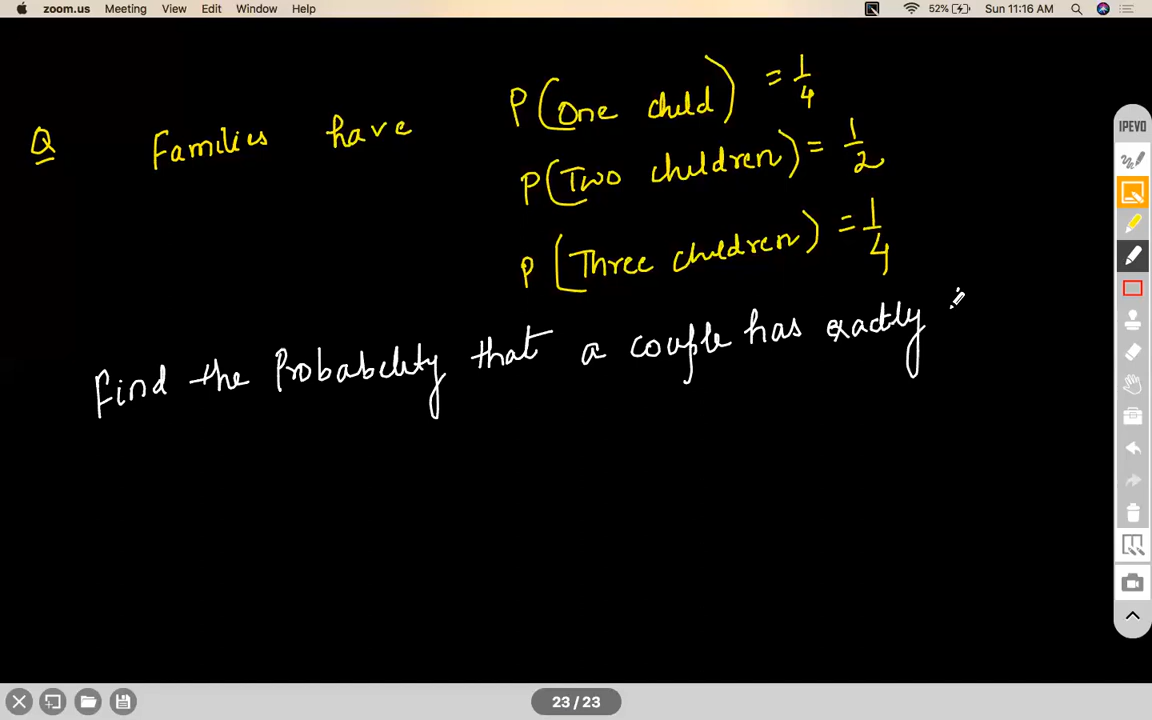 zoom.us Meeting View Edit Window Help 52% Sun 11:16 AM
P(One child) = 1/4
Q Families have
P(Two children) = 1/2
P(Three children) = 1/4
Find the Probability that a couple has exactly
IPEVO
23 / 23